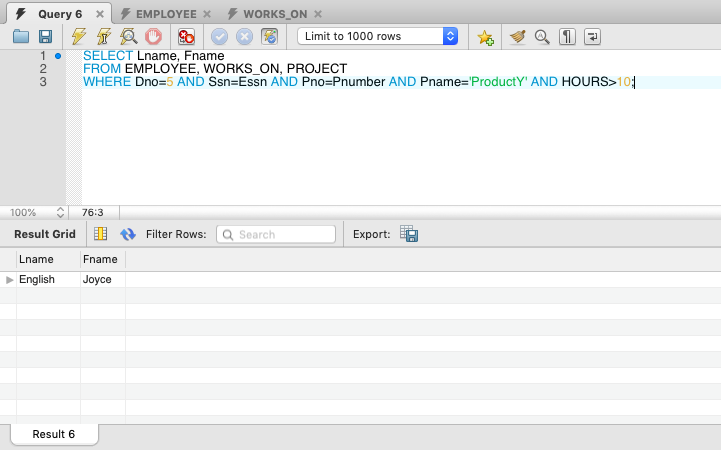 Query 6 EMPLOYEE WORKS_ON
Limit to 1000 rows
1 SELECT Lname, Fname
2 FROM EMPLOYEE, WORKS_ON, PROJECT
3 WHERE Dno=5 AND Ssn=Essn AND Pno=Pnumber AND Pname='ProductY' AND HOURS>10;
100% 76:3
Result Grid Filter Rows: Search Export:
Lname Fname
English Joyce
Result 6